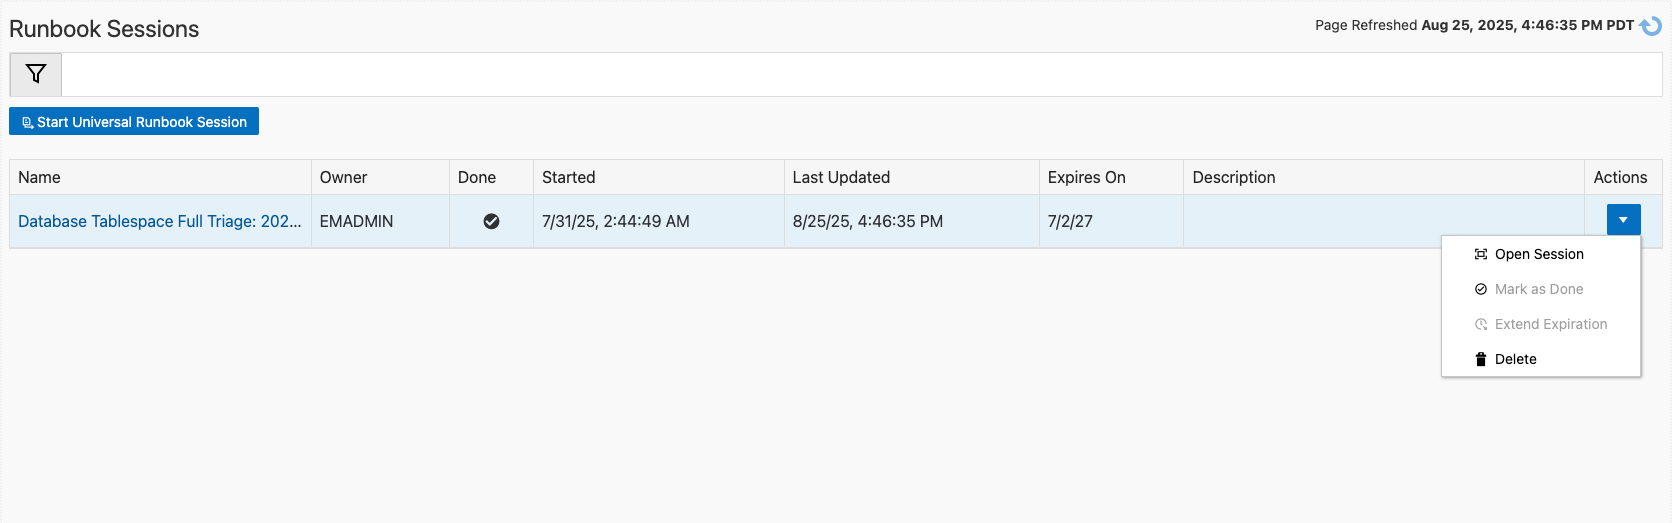 Runbook Sessions
Page Refreshed Aug 25, 2025, 4:46:35 PM PDT
Start Universal Runbook Session
Name Owner Done Started Last Updated Expires On Description Actions
Database Tablespace Full Triage: 202... EMADMIN 7/31/25, 2:44:49 AM 8/25/25, 4:46:35 PM 7/2/27
Open Session
Mark as Done
Extend Expiration
Delete